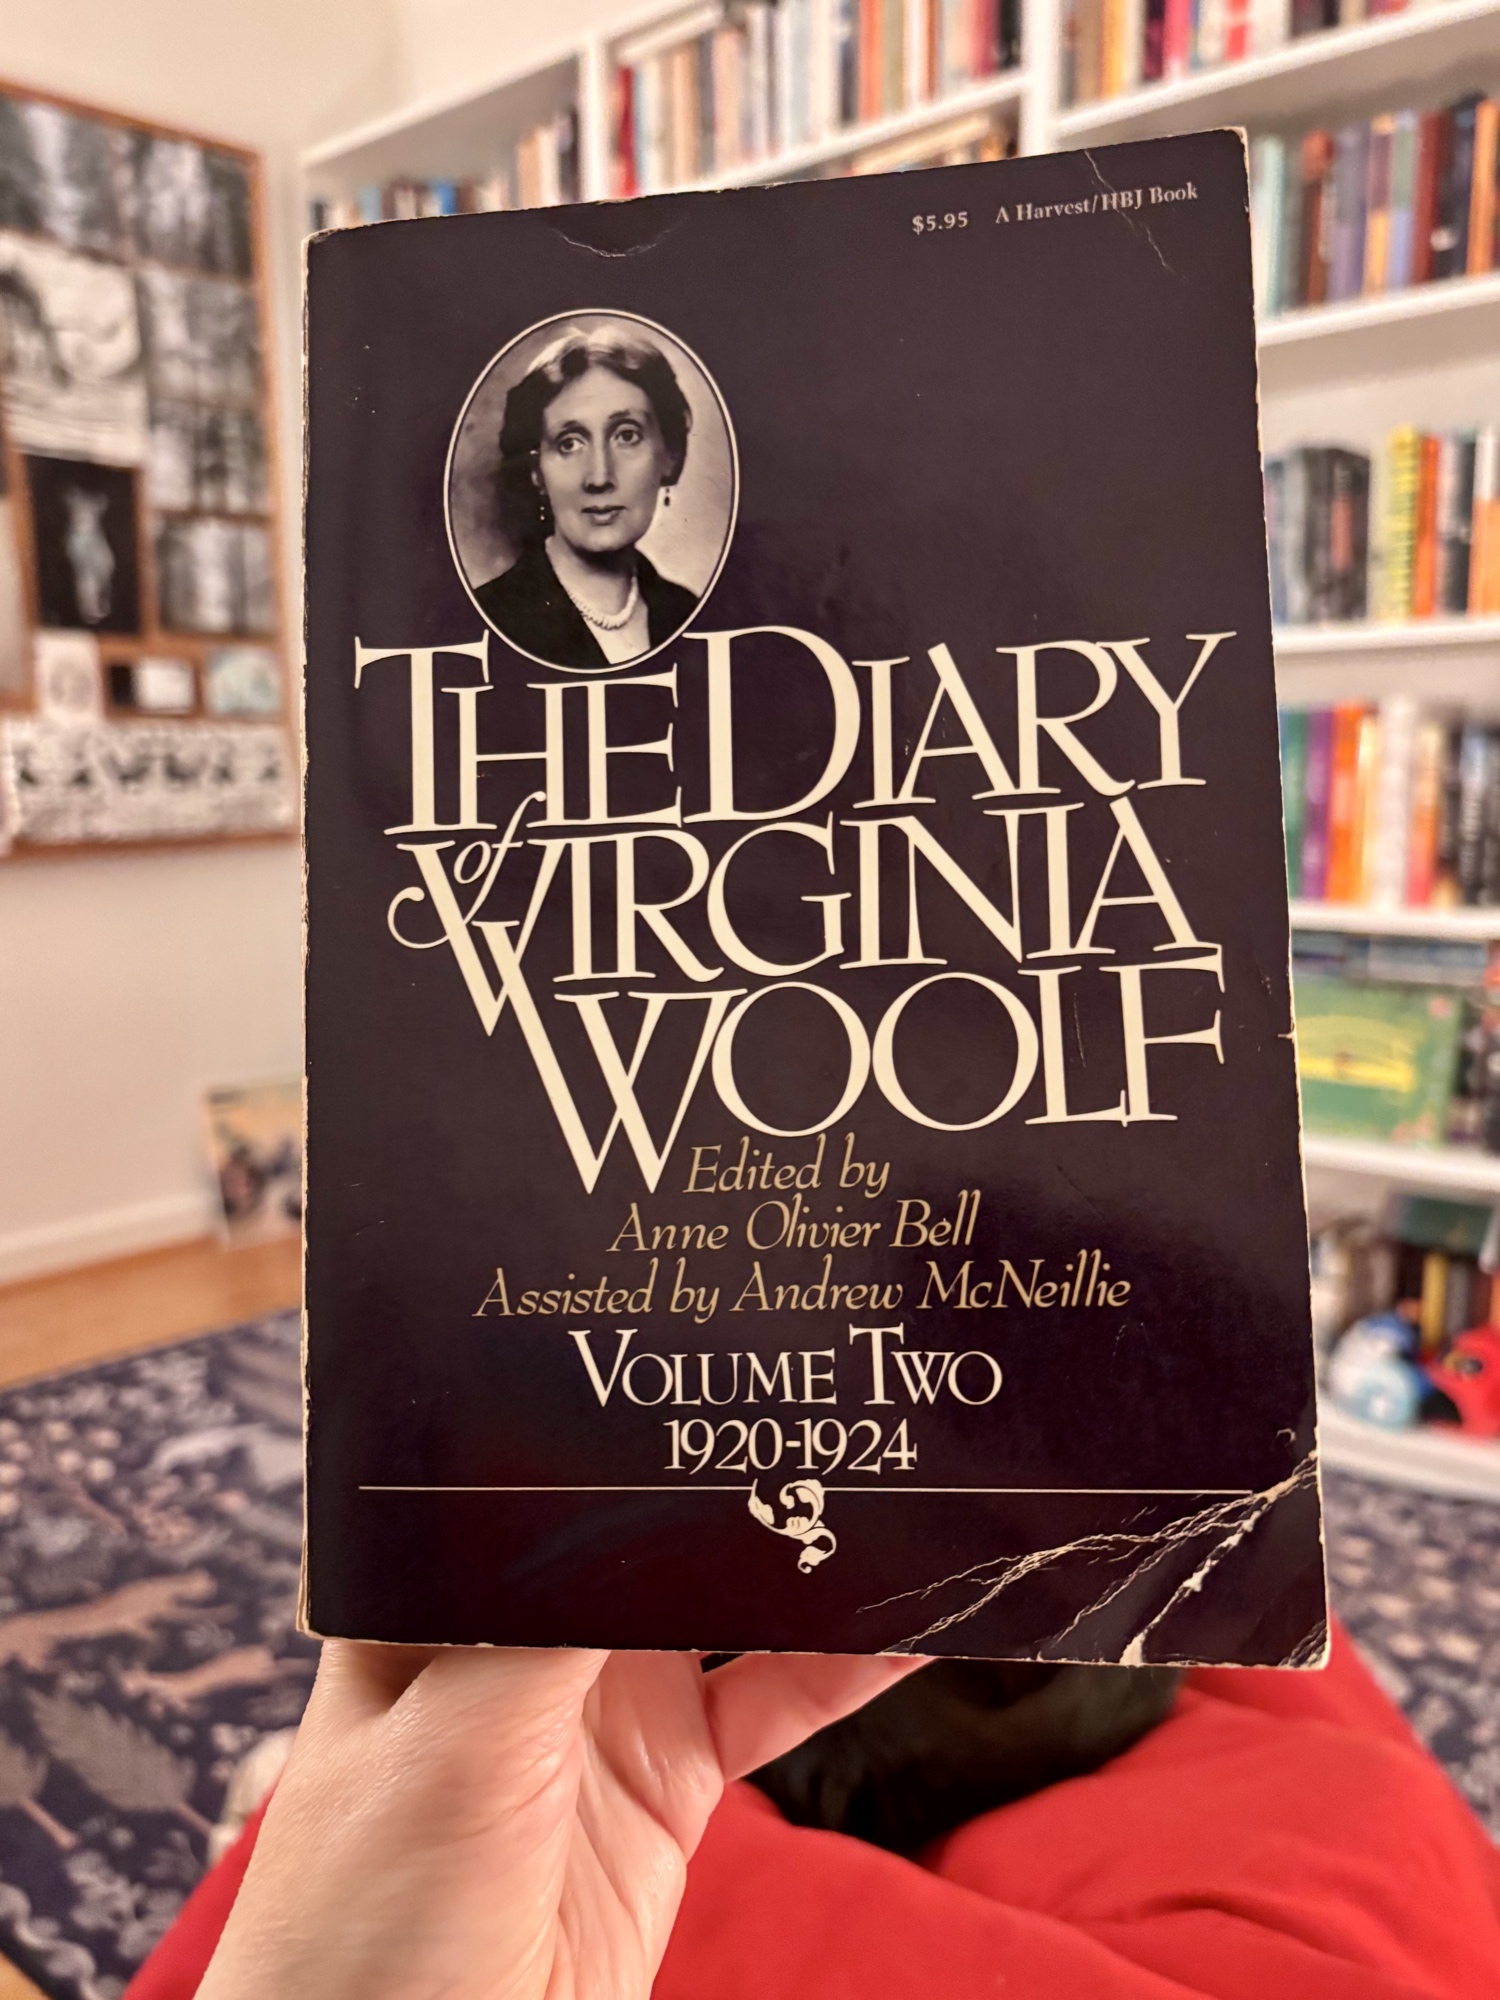 $5.95 A Harvest/HBJ Book
THE DIARY
of VIRGINIA
WOOLF
Edited by
Anne Olivier Bell
Assisted by Andrew McNeillie
VOLUME TWO
1920-1924